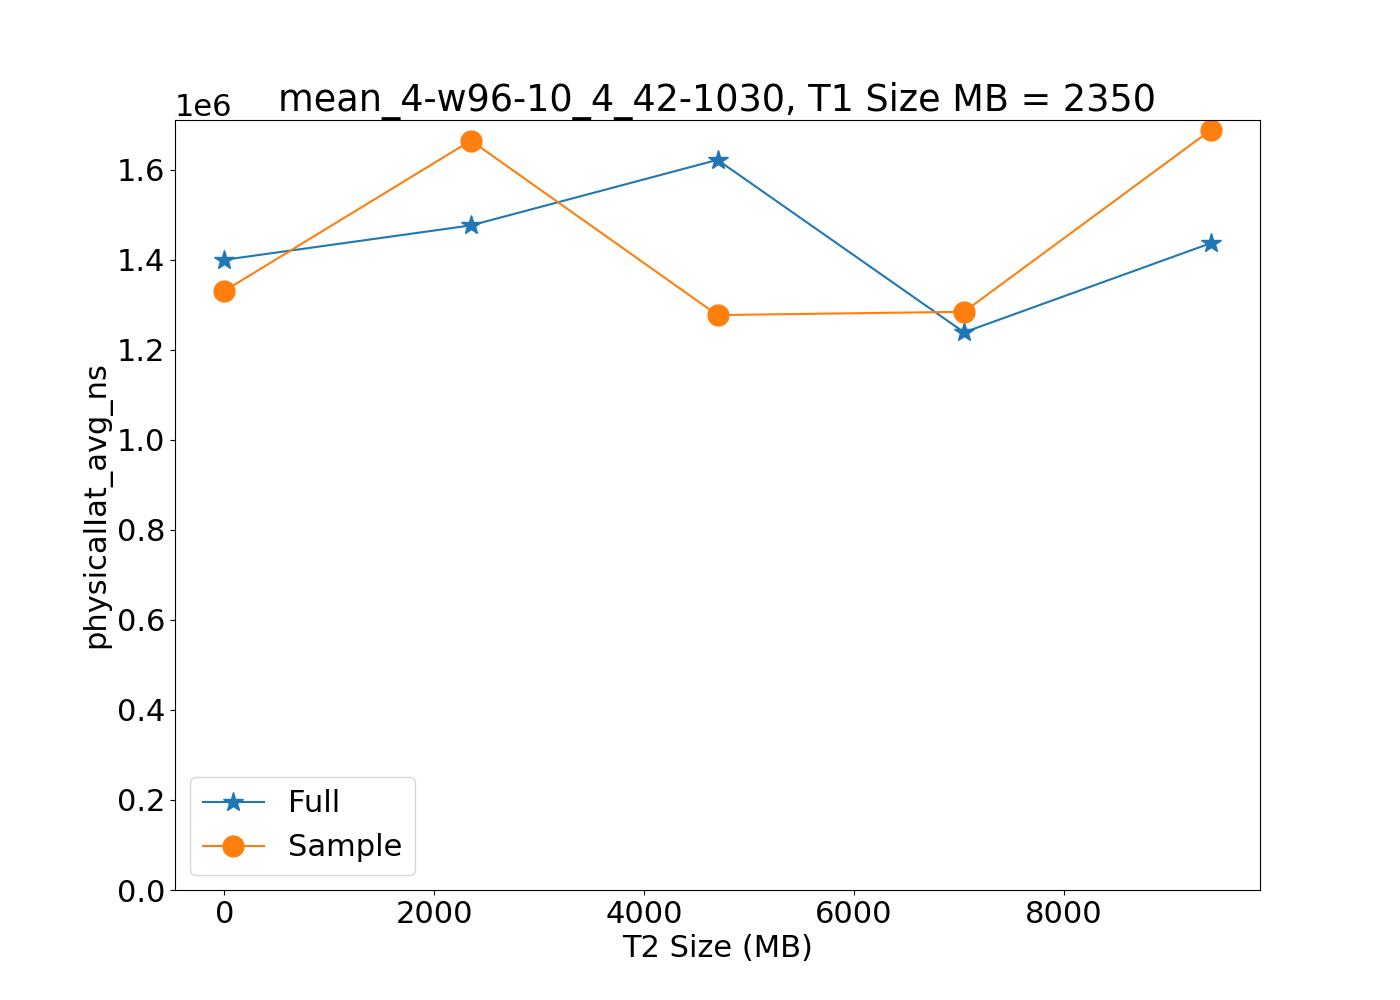 mean_4-w96-10_4_42-1030, T1 Size MB = 2350
1e6
1.6
1.4
1.2
1.0
0.8
0.6
0.4
0.2
0.0
physicallat_avg_ns
Full
Sample
0 2000 4000 6000 8000
T2 Size (MB)